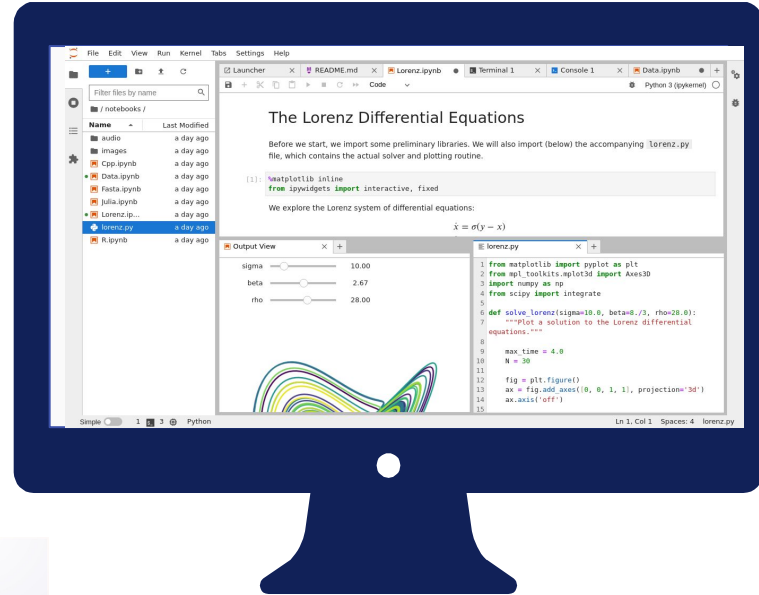 File Edit View Run Kernel Tabs Settings Help
Filter files by name
/ notebooks /
Name Last Modified
audio a day ago
images a day ago
Cpp.ipynb a day ago
Data.ipynb a day ago
Fasta.ipynb a day ago
Julia.ipynb a day ago
Lorenz.ip... a day ago
lorenz.py a day ago
R.ipynb a day ago
Launcher README.md Lorenz.ipynb Terminal 1 Console 1 Data.ipynb
Code Python 3 (ipykernel)
The Lorenz Differential Equations
Before we start, we import some preliminary libraries. We will also import (below) the accompanying lorenz.py
file, which contains the actual solver and plotting routine.
[1]: %matplotlib inline
from ipywidgets import interactive, fixed
We explore the Lorenz system of differential equations:
ẋ = σ(y − x)
Output View
sigma 10.00
beta 2.67
rho 28.00
lorenz.py
1 from matplotlib import pyplot as plt
2 from mpl_toolkits.mplot3d import Axes3D
3 import numpy as np
4 from scipy import integrate
5
6 def solve_lorenz(sigma=10.0, beta=8./3, rho=28.0):
7 """Plot a solution to the Lorenz differential
equations."""
8
9 max_time = 4.0
10 N = 30
11
12 fig = plt.figure()
13 ax = fig.add_axes([0, 0, 1, 1], projection='3d')
14 ax.axis('off')
15
Simple 1 3 Python Ln 1, Col 1 Spaces: 4 lorenz.py